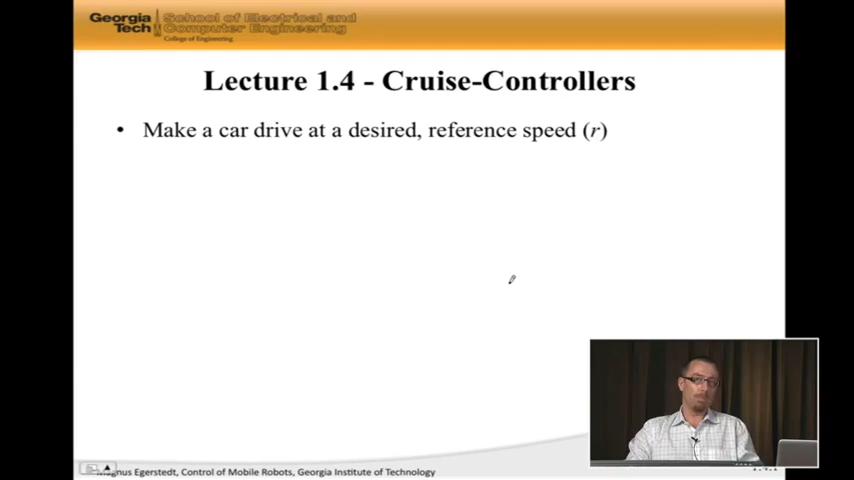 Georgia Tech
School of Electrical and Computer Engineering
College of Engineering
Lecture 1.4 - Cruise-Controllers
• Make a car drive at a desired, reference speed (r)
Magnus Egerstedt, Control of Mobile Robots, Georgia Institute of Technology